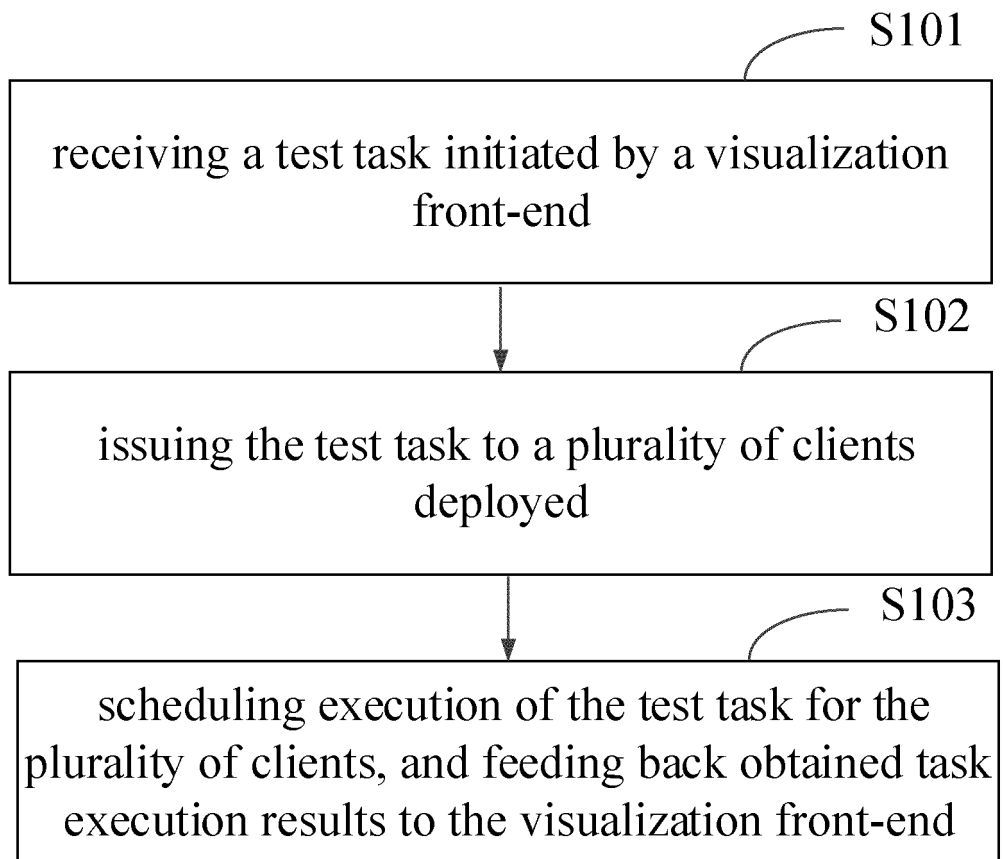 S101
receiving a test task initiated by a visualization
front-end
S102
issuing the test task to a plurality of clients
deployed
S103
scheduling execution of the test task for the
plurality of clients, and feeding back obtained task
execution results to the visualization front-end